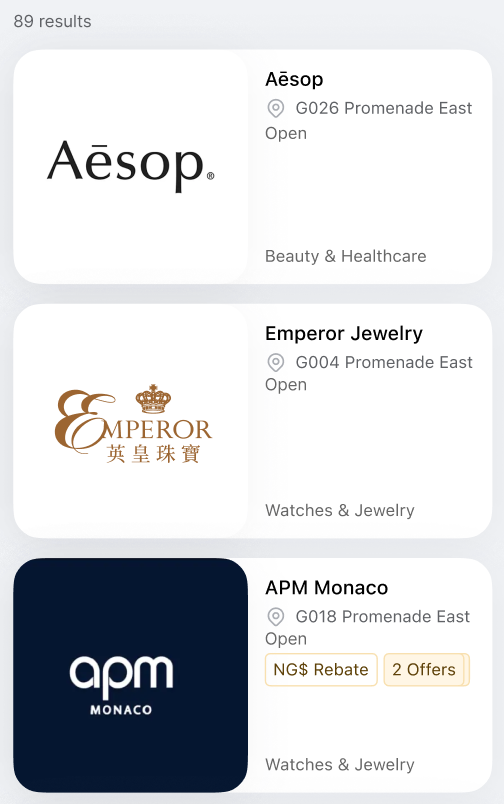 89 results
Aēsop®
Aēsop
G026 Promenade East
Open
Beauty & Healthcare
EMPEROR
英皇珠寶
Emperor Jewelry
G004 Promenade East
Open
Watches & Jewelry
apm
MONACO
APM Monaco
G018 Promenade East
Open
NG$ Rebate
2 Offers
Watches & Jewelry